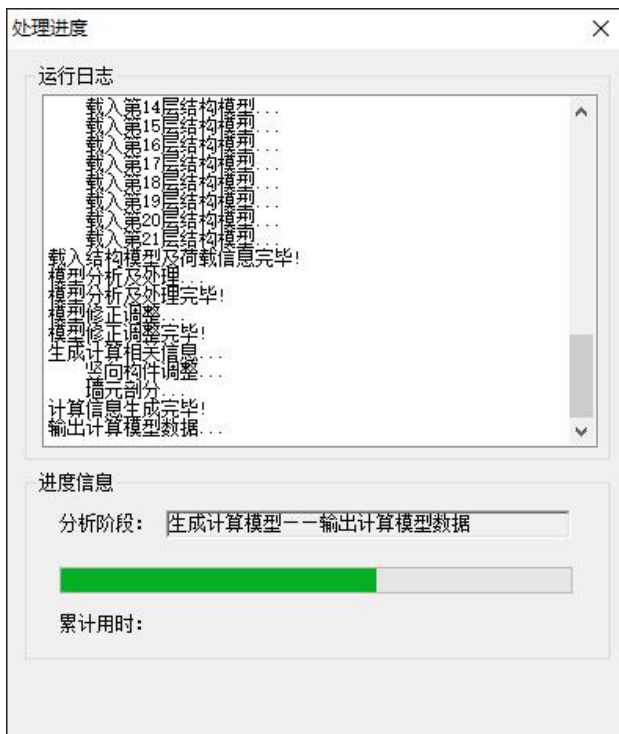 处理进度
运行日志
载入第14层结构模型...
载入第15层结构模型...
载入第16层结构模型...
载入第17层结构模型...
载入第18层结构模型...
载入第19层结构模型...
载入第20层结构模型...
载入第21层结构模型...
载入结构模型及荷载信息完毕!
模型分析及处理...
模型分析及处理完毕!
模型修正调整...
模型修正调整完毕!
生成计算相关信息...
竖向构件调整...
墙元剖分...
计算信息生成完毕!
输出计算模型数据...
进度信息
分析阶段: 生成计算模型——输出计算模型数据
累计用时: